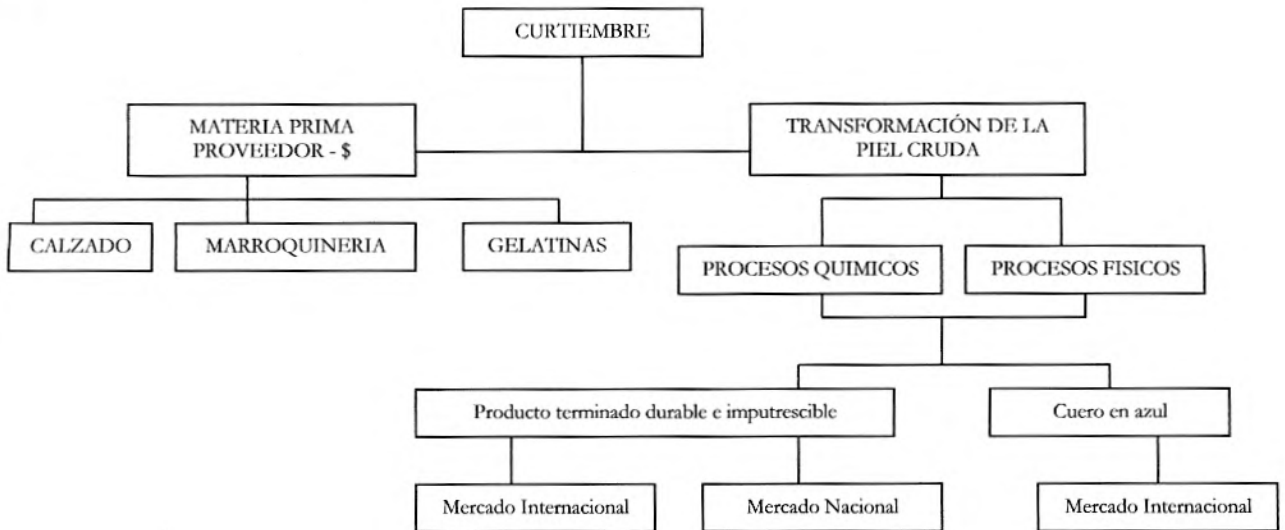 CURTIEMBRE
MATERIA PRIMA
PROVEEDOR - $
TRANSFORMACIÓN DE LA
PIEL CRUDA
CALZADO
MARROQUINERIA
GELATINAS
PROCESOS QUIMICOS
PROCESOS FISICOS
Producto terminado durable e imputrescible
Cuero en azul
Mercado Internacional
Mercado Nacional
Mercado Internacional